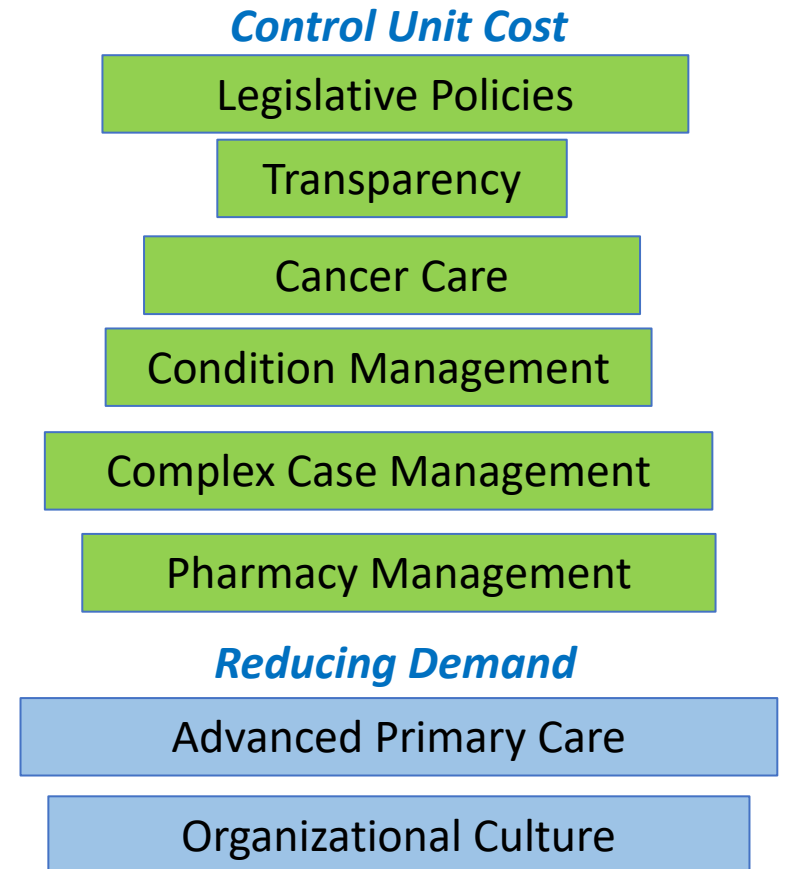 Control Unit Cost
Legislative Policies
Transparency
Cancer Care
Condition Management
Complex Case Management
Pharmacy Management
Reducing Demand
Advanced Primary Care
Organizational Culture